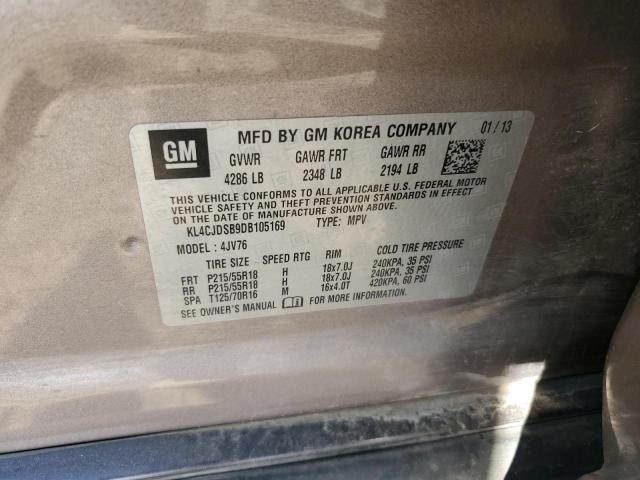 GM
MFD BY GM KOREA COMPANY 01/13
GVWR GAWR FRT GAWR RR
4286 LB 2348 LB 2194 LB
THIS VEHICLE CONFORMS TO ALL APPLICABLE U.S. FEDERAL MOTOR
VEHICLE SAFETY, BUMPER, AND THEFT PREVENTION STANDARDS IN EFFECT
ON THE DATE OF MANUFACTURE SHOWN ABOVE.
KL4CJDSB9DB105169 TYPE: MPV
MODEL: 4JV76
TIRE SIZE SPEED RTG RIM COLD TIRE PRESSURE
FRT P215/55R18 H 18x7.0J 240KPA, 35 PSI
RR P215/55R18 H 18x7.0J 240KPA, 35 PSI
SPA T125/70R16 M 16x4.0T 420KPA, 60 PSI
SEE OWNER'S MANUAL FOR MORE INFORMATION.